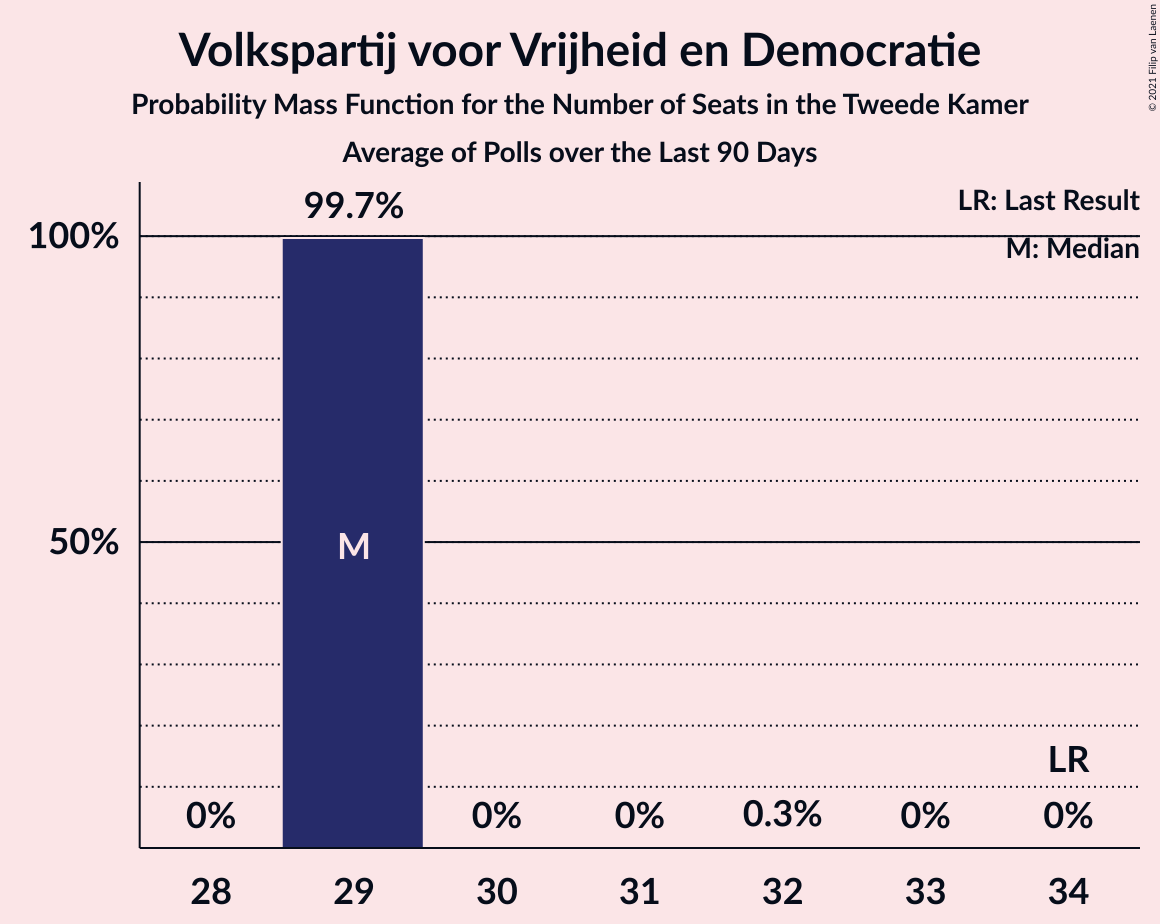 Volkspartij voor Vrijheid en Democratie
Probability Mass Function for the Number of Seats in the Tweede Kamer
Average of Polls over the Last 90 Days
© 2021 Filip van Laenen
LR: Last Result
M: Median
99.7%
100%
50%
M
LR
0%
0%
0%
0.3%
0%
0%
28
29
30
31
32
33
34